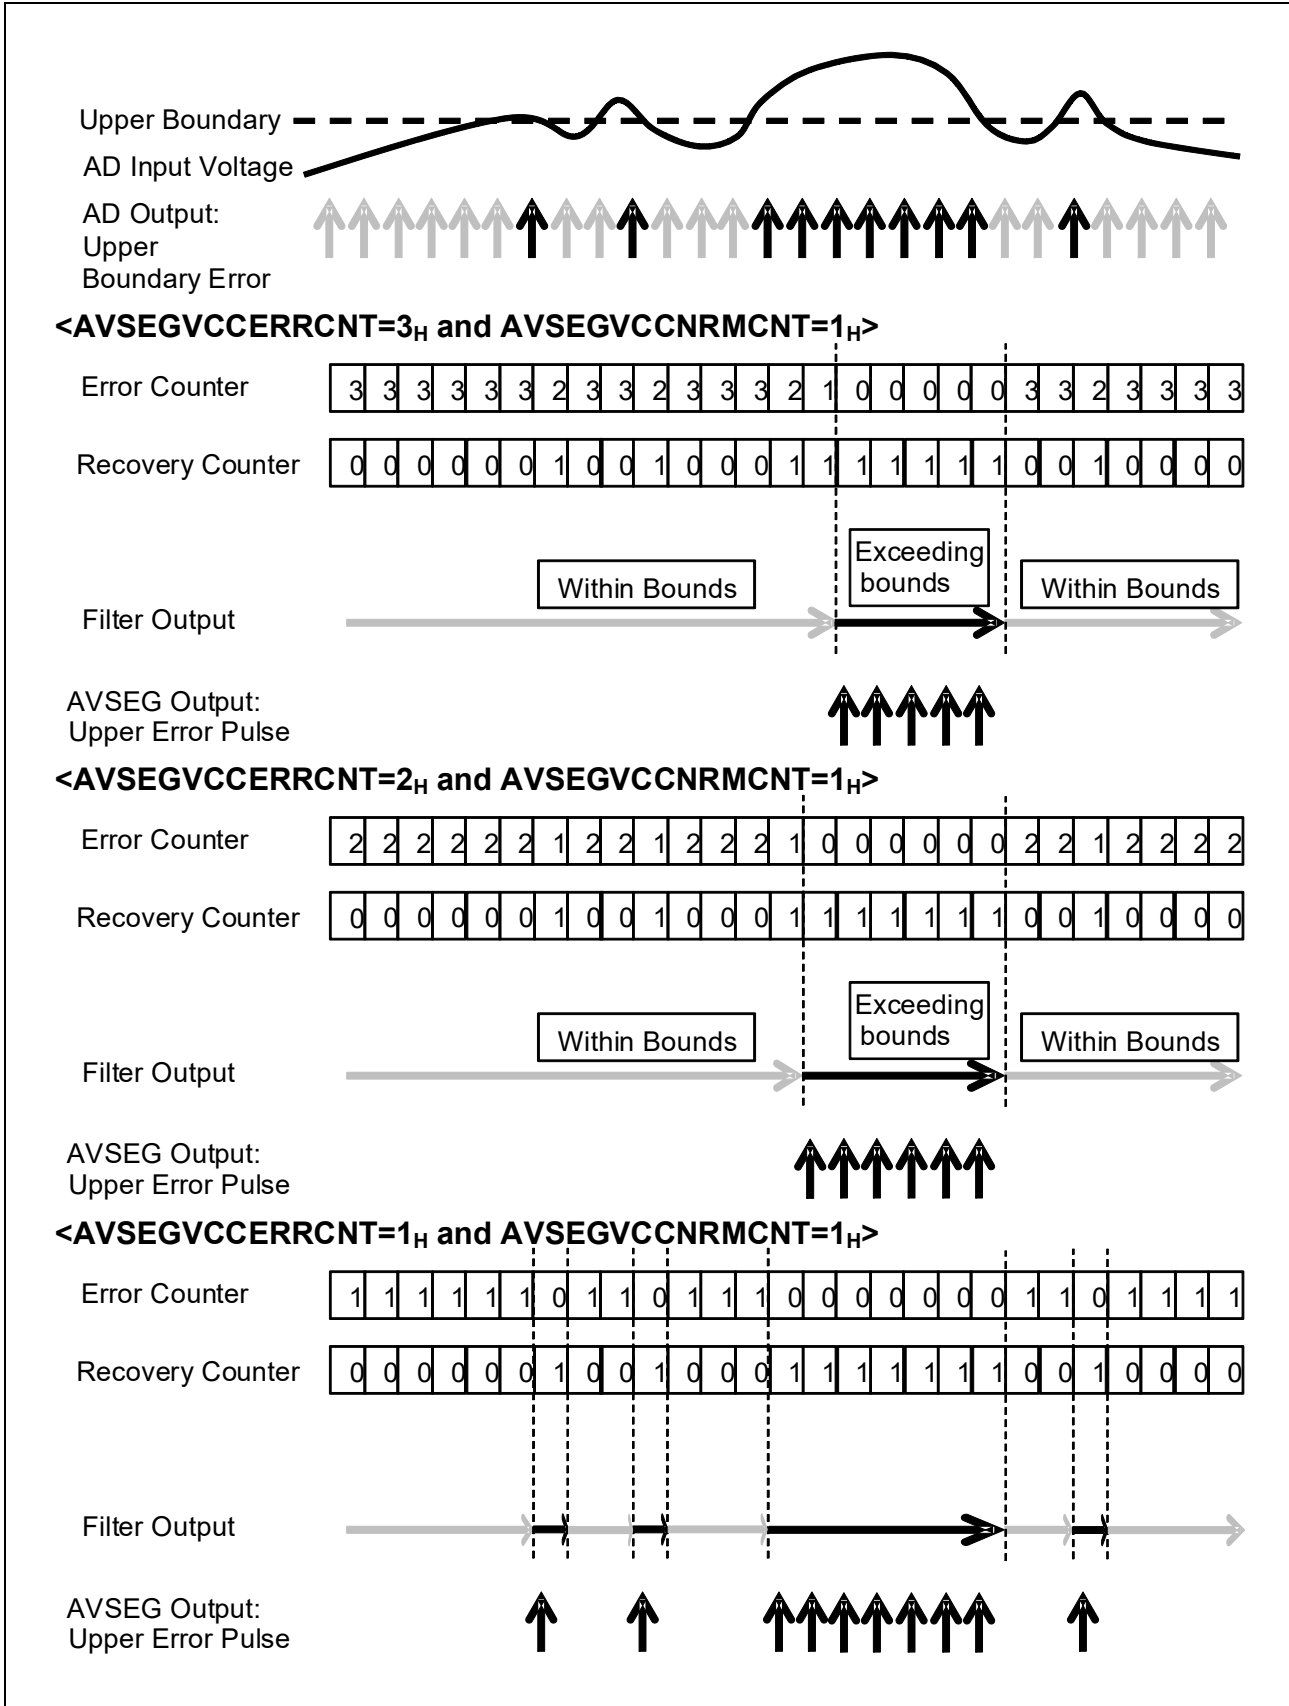 Upper Boundary
AD Input Voltage
AD Output:
Upper
Boundary Error
<AVSEGVCCERRCNT=3H and AVSEGVCCNRMCNT=1H>
Error Counter 3 3 3 3 3 3 2 3 3 2 3 3 3 2 1 0 0 0 0 0 3 3 2 3 3 3 3
Recovery Counter 0 0 0 0 0 0 1 0 0 1 0 0 0 1 1 1 1 1 1 1 0 0 1 0 0 0 0
Exceeding
bounds
Within Bounds
Within Bounds
Filter Output
AVSEG Output:
Upper Error Pulse
<AVSEGVCCERRCNT=2H and AVSEGVCCNRMCNT=1H>
Error Counter 2 2 2 2 2 2 1 2 2 1 2 2 2 1 0 0 0 0 0 0 2 2 1 2 2 2 2
Recovery Counter 0 0 0 0 0 0 1 0 0 1 0 0 0 1 1 1 1 1 1 1 0 0 1 0 0 0 0
Exceeding
bounds
Within Bounds
Within Bounds
Filter Output
AVSEG Output:
Upper Error Pulse
<AVSEGVCCERRCNT=1H and AVSEGVCCNRMCNT=1H>
Error Counter 1 1 1 1 1 1 0 1 1 0 1 1 1 0 0 0 0 0 0 0 1 1 0 1 1 1 1
Recovery Counter 0 0 0 0 0 0 1 0 0 1 0 0 0 1 1 1 1 1 1 1 0 0 1 0 0 0 0
Filter Output
AVSEG Output:
Upper Error Pulse